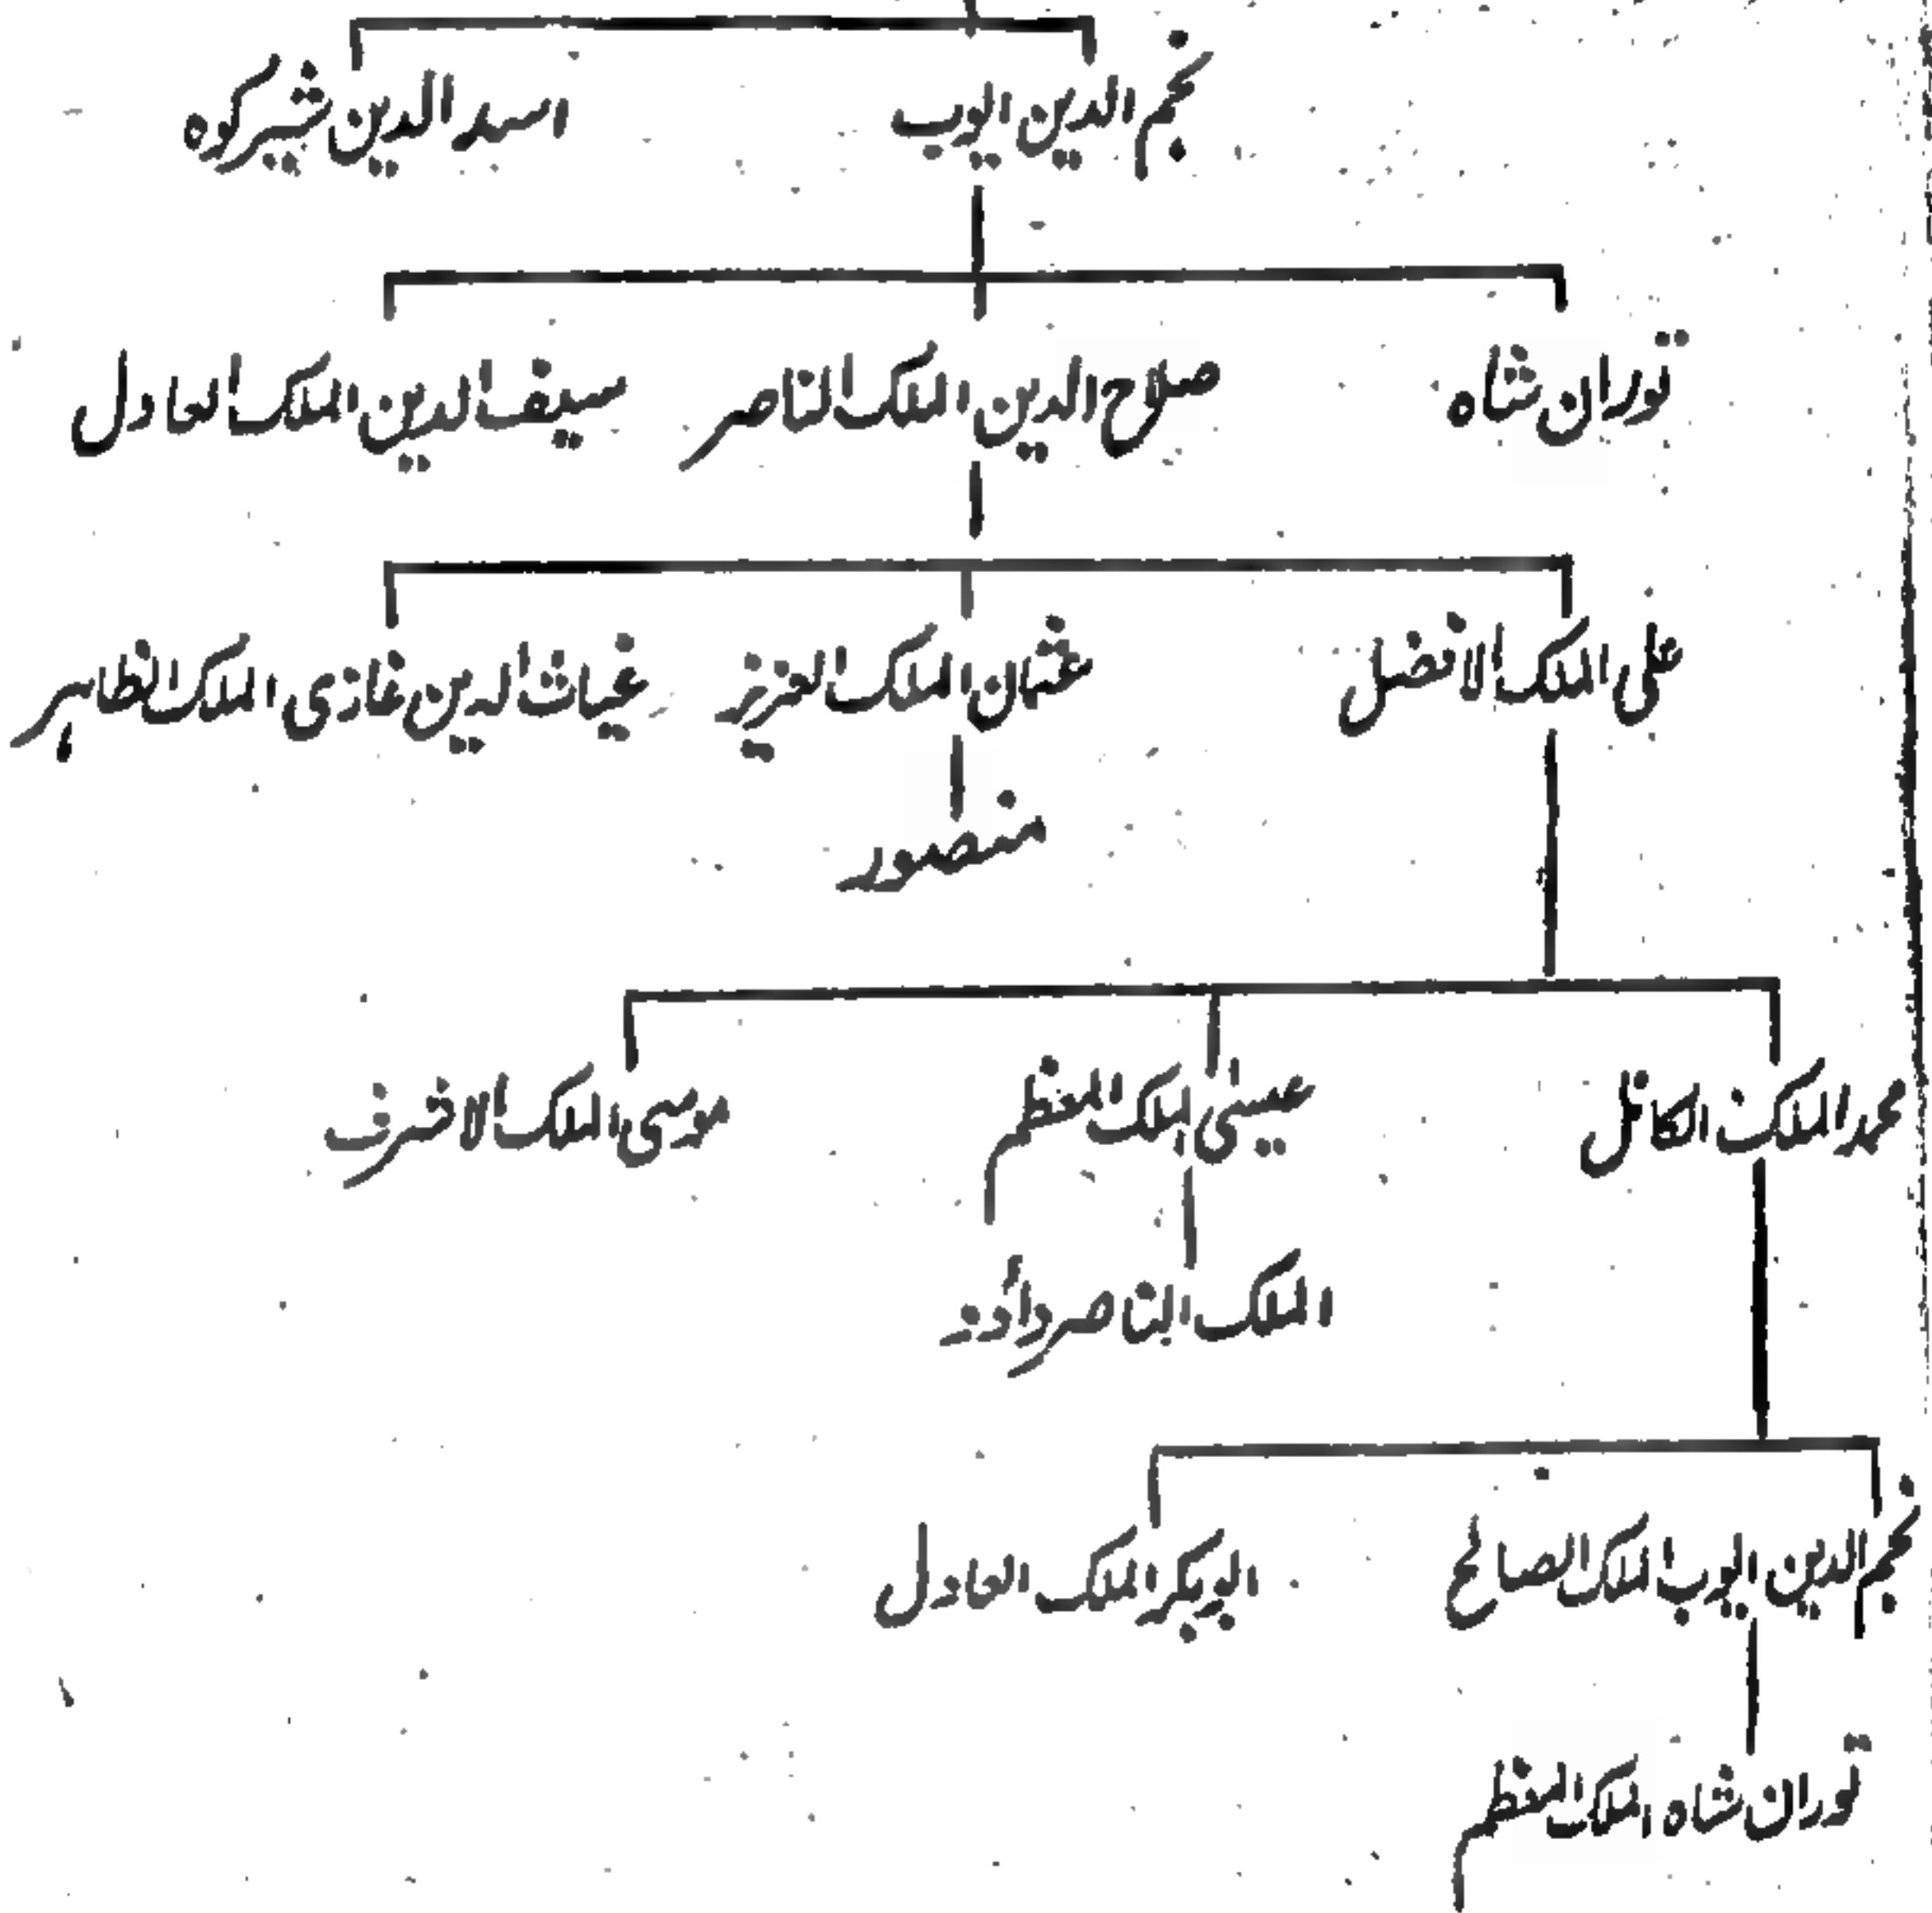 نجم الدین ایوب
اسد الدین شیرکوہ
توران شاہ
صلاح الدین الملک الناصر
سیف الدین الملک العادل
علی الملک الافضل
عثمان الملک العزیز
غیاث الدین غازی الملک الظاہر
منصور
محمد الملک الکامل
عیسیٰ الملک المعظم
موسی الملک الاشرف
الملک الناصر داؤد
نجم الدین ایوب الملک الصالح
ابوبکر الملک العادل
توران شاہ الملک المعظم